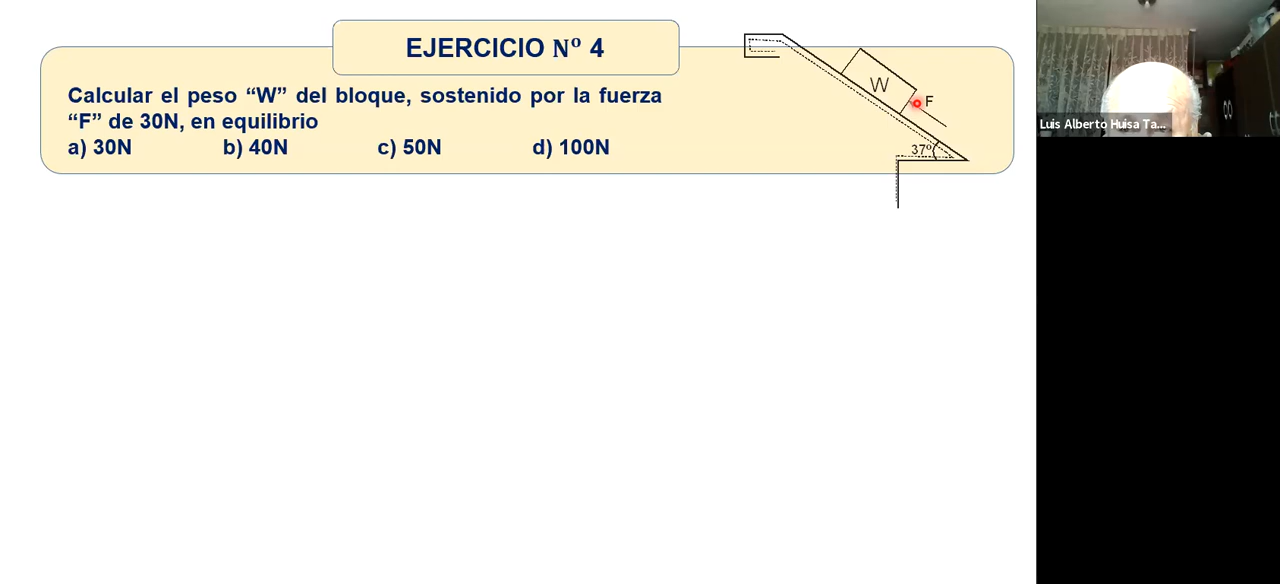 EJERCICIO Nº 4
Calcular el peso “W” del bloque, sostenido por la fuerza
“F” de 30N, en equilibrio
a) 30N b) 40N c) 50N d) 100N
W
F
37º
Luis Alberto Huisa Ta...